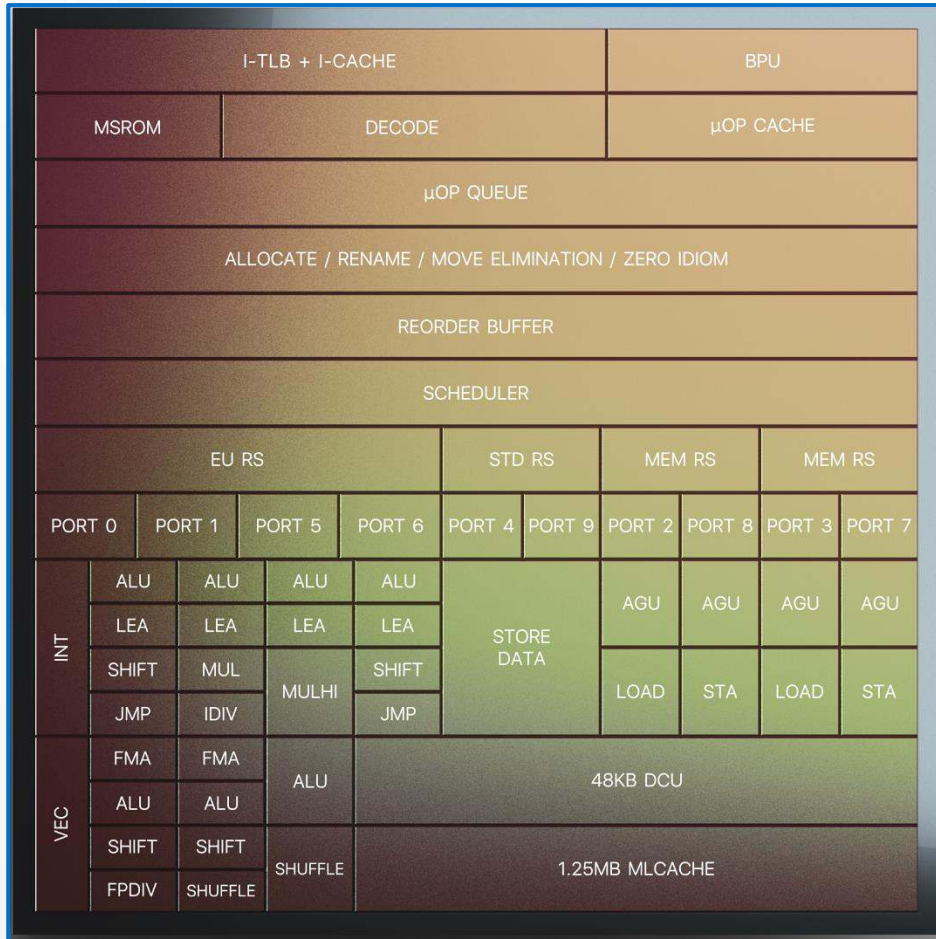 I-TLB + I-CACHE BPU
MSROM DECODE µOP CACHE
µOP QUEUE
ALLOCATE / RENAME / MOVE ELIMINATION / ZERO IDIOM
REORDER BUFFER
SCHEDULER
EU RS STD RS MEM RS MEM RS
PORT 0 PORT 1 PORT 5 PORT 6 PORT 4 PORT 9 PORT 2 PORT 8 PORT 3 PORT 7
INT
ALU ALU ALU ALU
LEA LEA LEA LEA
SHIFT MUL MULHI SHIFT
JMP IDIV JMP
STORE
DATA
AGU AGU AGU AGU
LOAD STA LOAD STA
VEC
FMA FMA ALU
ALU ALU
SHIFT SHIFT SHUFFLE
FPDIV SHUFFLE
48KB DCU
1.25MB MLCACHE